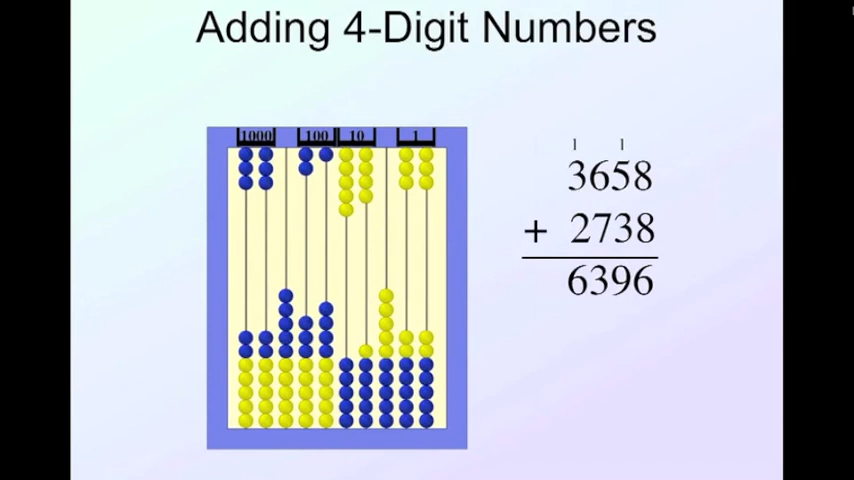 Adding 4-Digit Numbers
1000 100 10 1
1 1
3658
+ 2738
6396